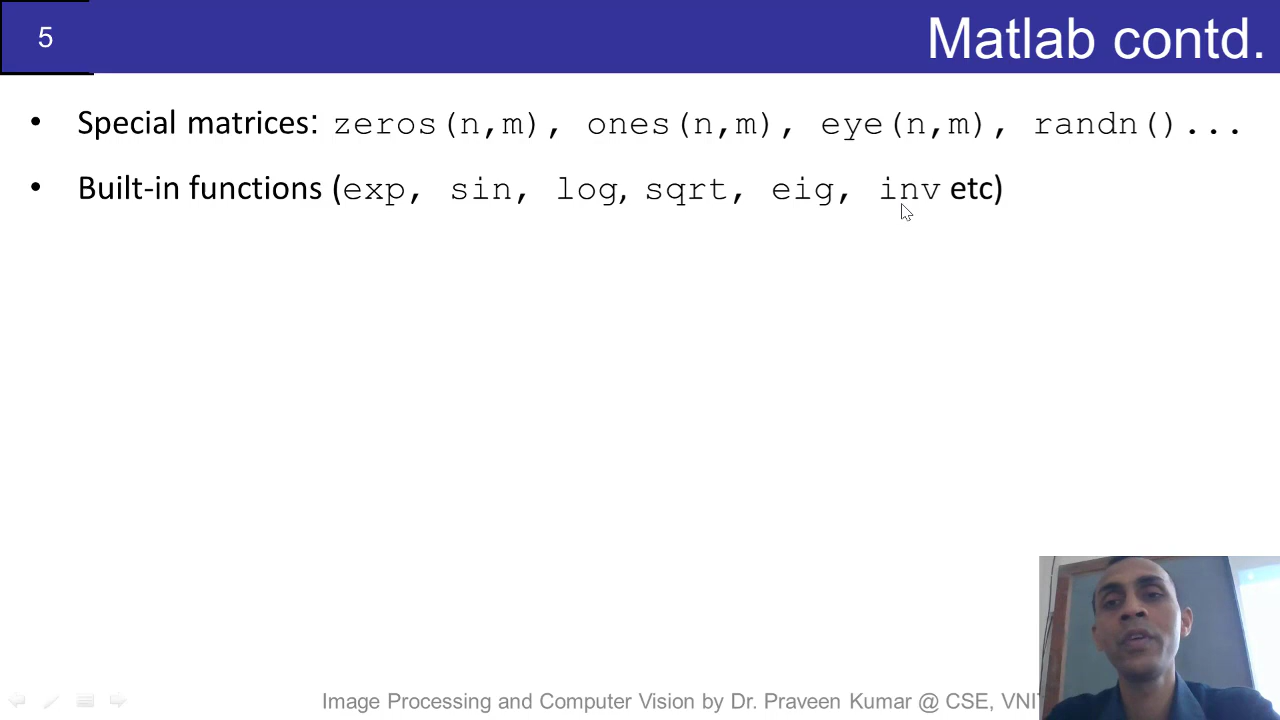 5
Matlab contd.
• Special matrices: zeros(n,m), ones(n,m), eye(n,m), randn()...
• Built-in functions (exp, sin, log, sqrt, eig, inv etc)
Image Processing and Computer Vision by Dr. Praveen Kumar @ CSE, VNIT